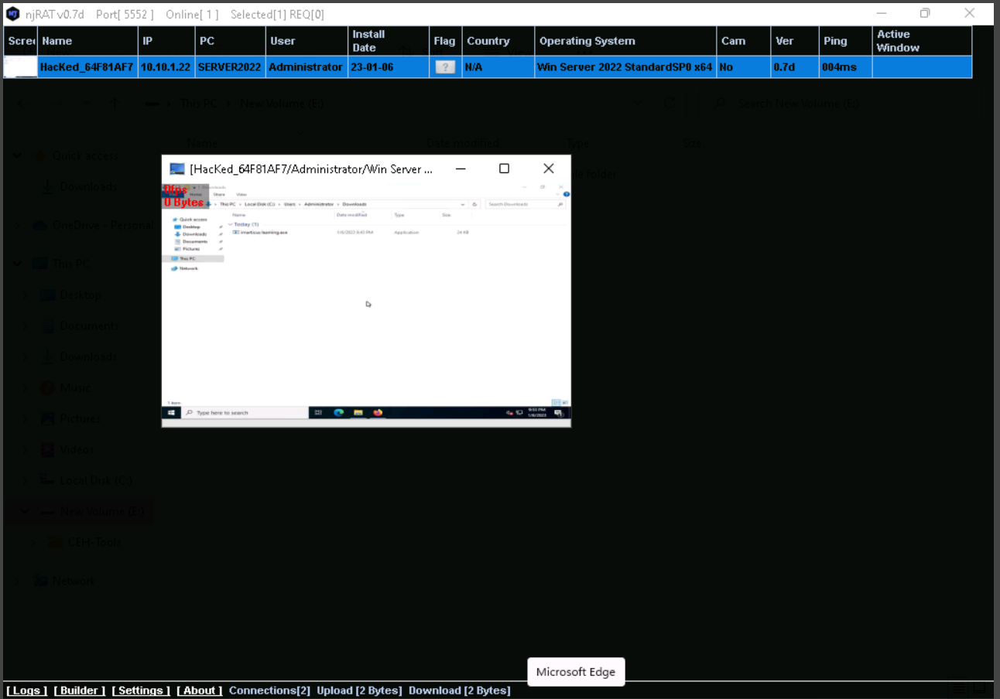 njRAT v0.7d Port[ 5552 ] Online[ 1 ] Selected[1] REQ[0]
Scree Name IP PC User Install Date Flag Country Operating System Cam Ver Ping Active Window
HacKed_64F81AF7 10.10.1.22 SERVER2022 Administrator 23-01-06 ? N/A Win Server 2022 StandardSP0 x64 No 0.7d 004ms
View
This PC New Volume (E:) Search New Volume (E:)
Name Date modified Type Size
Quick access
Downloads
OneDrive - Personal
This PC
Desktop
Documents
Downloads
Music
Pictures
Videos
Local Disk (C:)
New Volume (E:)
CEH-Tools
Network
file folder
[HacKed_64F81AF7/Administrator/Win Server ...
0fps
0 Bytes
Downloads
Home Share View
This PC Local Disk (C:) Users Administrator Downloads Search Downloads
Name Date modified Type Size
Quick access
Desktop
Downloads
Documents
Pictures
This PC
Network
Today (1)
Application 24 KB
1 item
Type here to search
9:53 PM
1/6/2023
Microsoft Edge
[ Logs ] [ Builder ] [ Settings ] [ About ] Connections[2] Upload [2 Bytes] Download [2 Bytes]